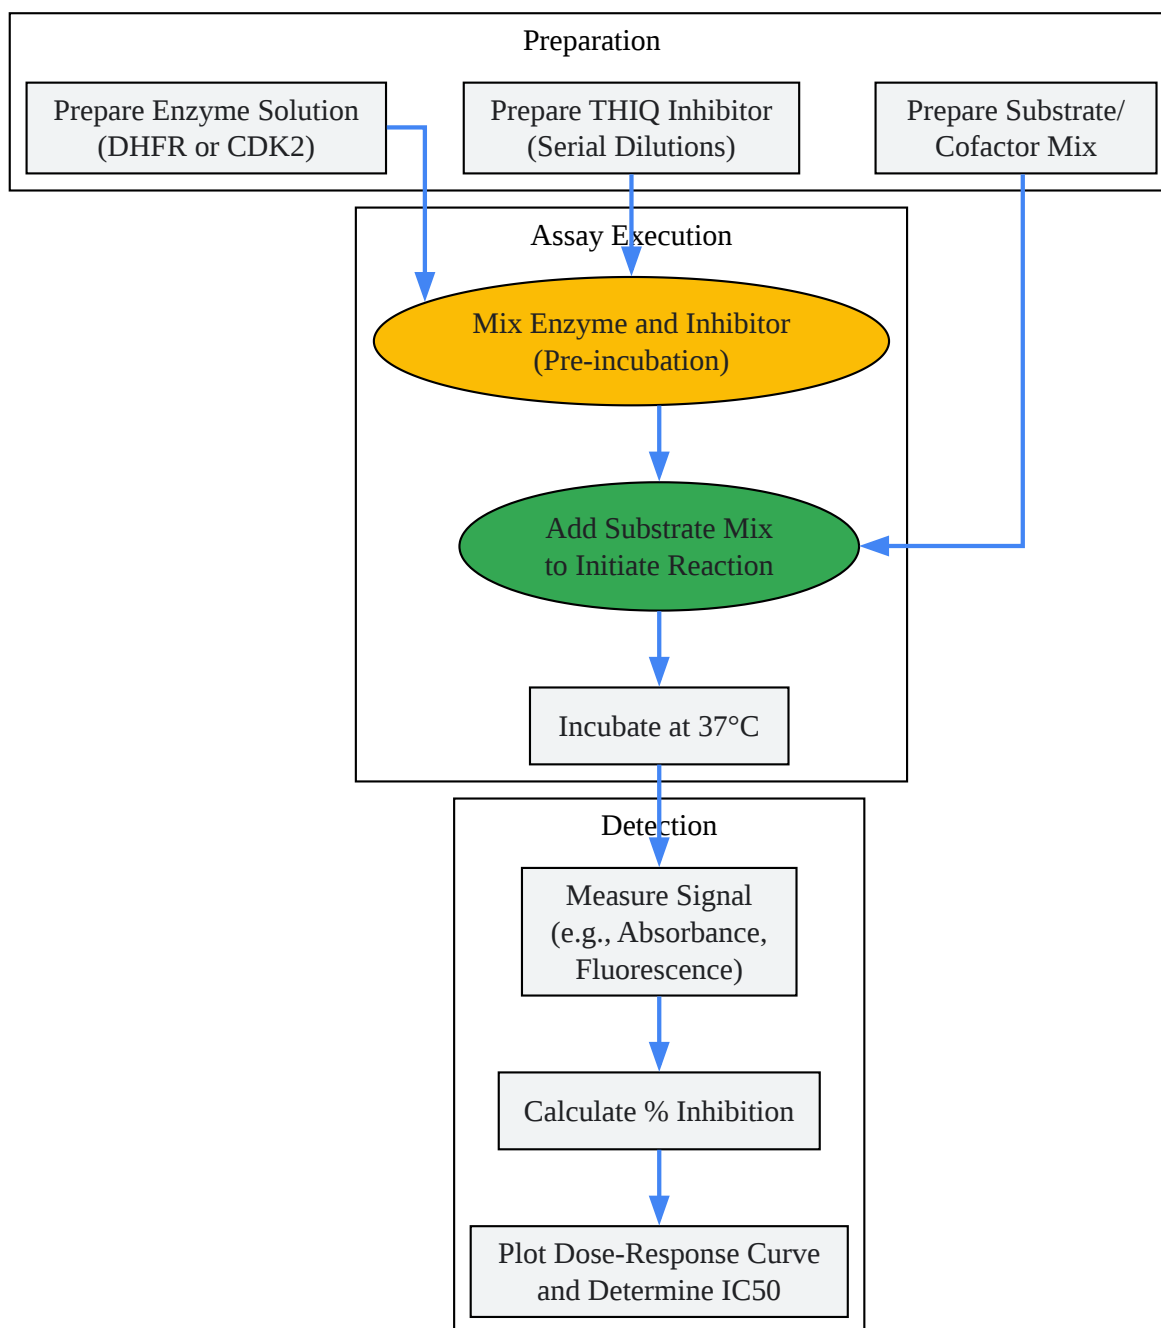 Preparation
Prepare Enzyme Solution
(DHFR or CDK2)
Prepare THIQ Inhibitor
(Serial Dilutions)
Prepare Substrate/
Cofactor Mix
Assay Execution
Mix Enzyme and Inhibitor
(Pre-incubation)
Add Substrate Mix
to Initiate Reaction
Incubate at 37°C
Detection
Measure Signal
(e.g., Absorbance,
Fluorescence)
Calculate % Inhibition
Plot Dose-Response Curve
and Determine IC50